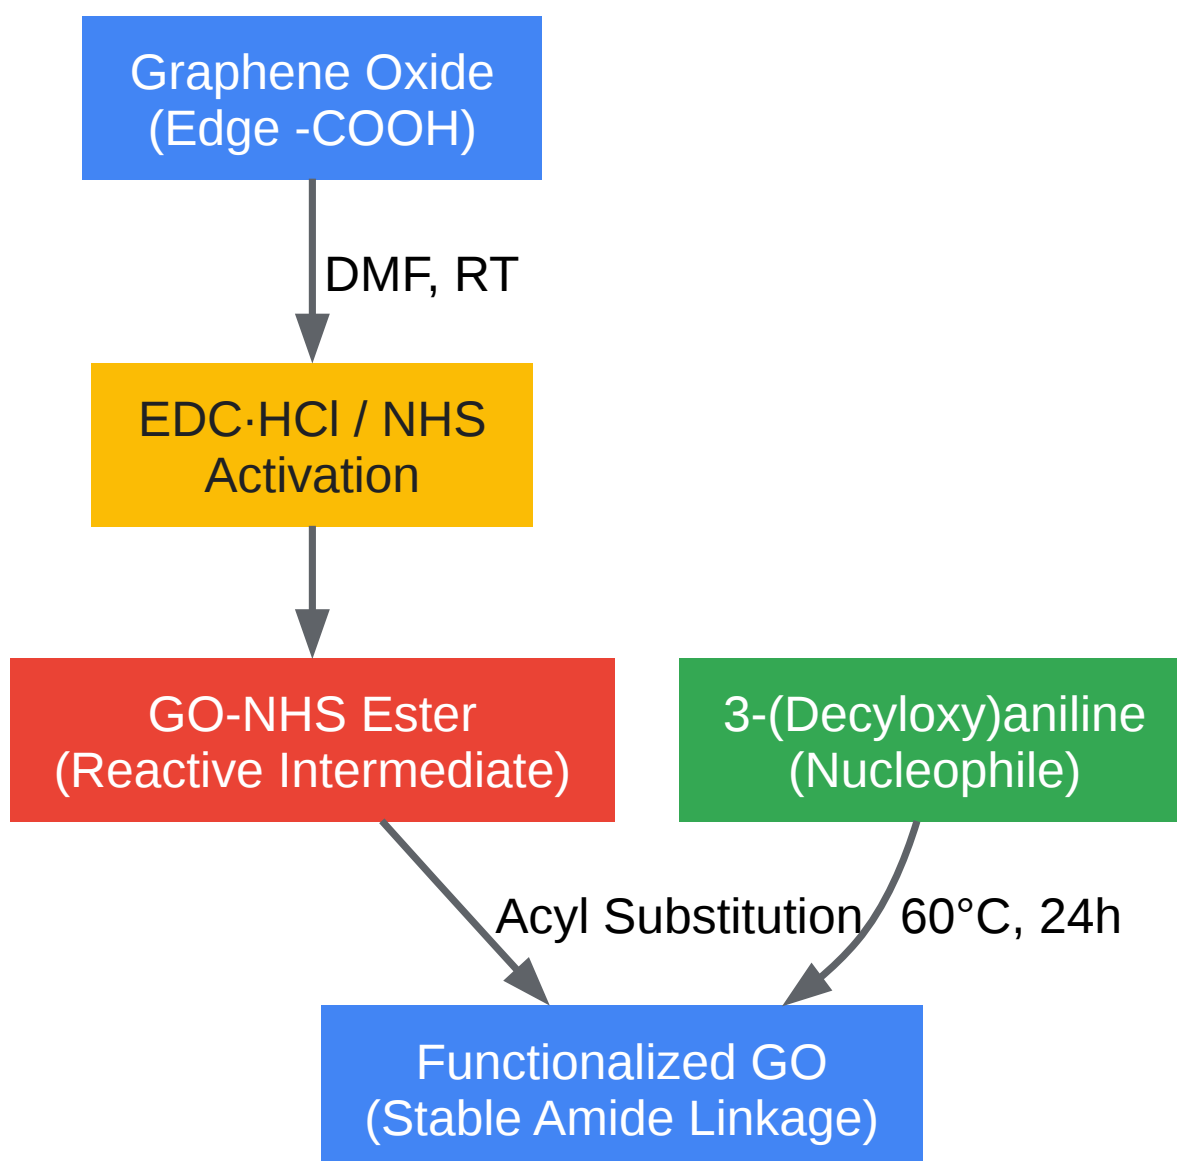 Graphene Oxide
(Edge -COOH)
DMF, RT
EDC·HCl / NHS
Activation
GO-NHS Ester
(Reactive Intermediate)
3-(Decyloxy)aniline
(Nucleophile)
Acyl Substitution
60°C, 24h
Functionalized GO
(Stable Amide Linkage)